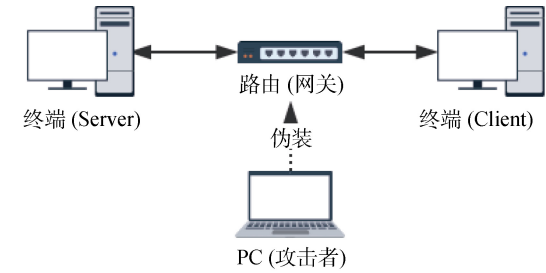 路由 (网关)
终端 (Server)
终端 (Client)
伪装
PC (攻击者)